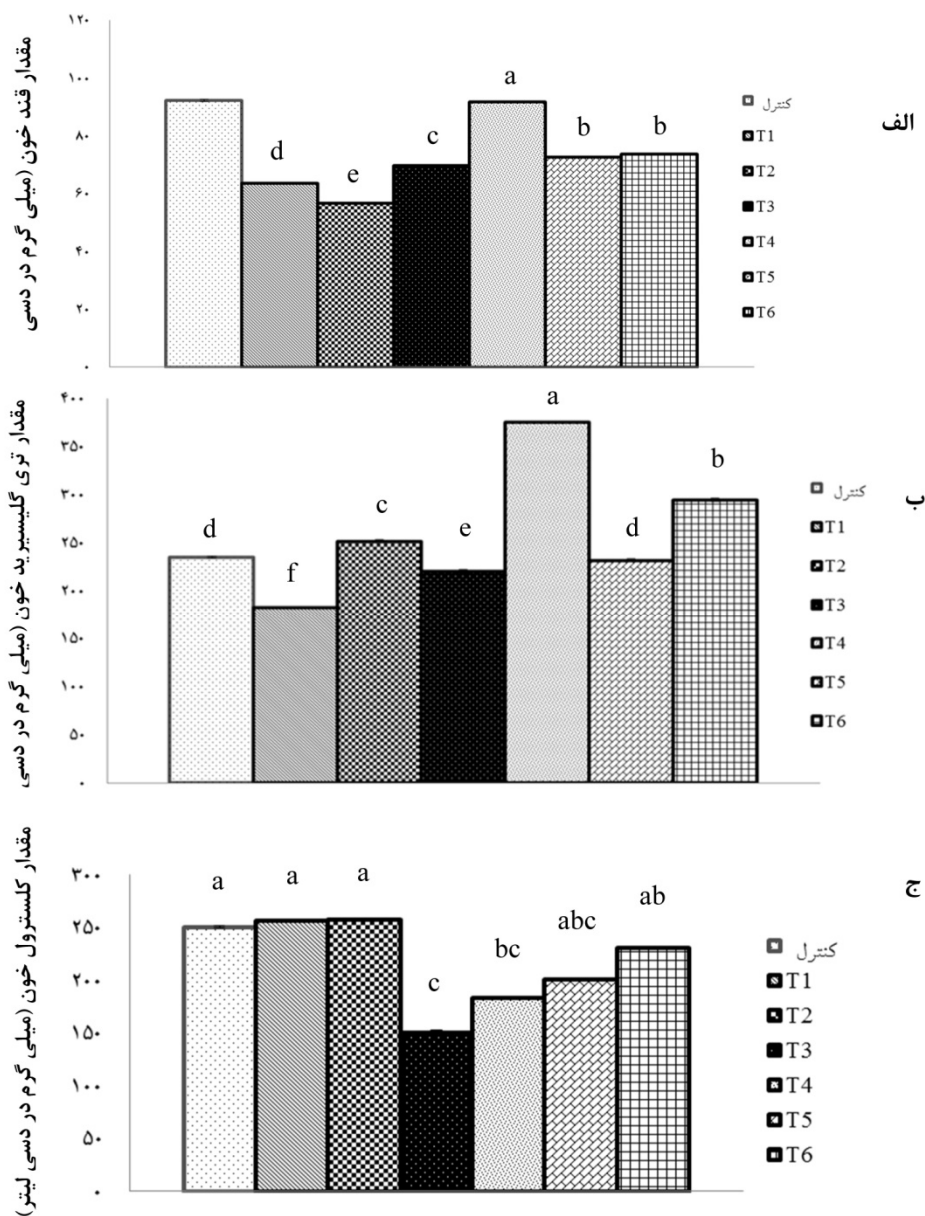 مقدار قند خون (میلی گرم در دسی
۱۲۰
۱۰۰
۸۰
۶۰
۴۰
۲۰
۰
d
e
c
a
b
b
کنترل
T1
T2
T3
T4
T5
T6
الف
مقدار تری گلیسیرید خون (میلی گرم در دسی
۴۰۰
۳۵۰
۳۰۰
۲۵۰
۲۰۰
۱۵۰
۱۰۰
۵۰
۰
d
f
c
e
a
d
b
کنترل
T1
T2
T3
T4
T5
T6
ب
مقدار کلسترول خون (میلی گرم در دسی لیتر)
۳۰۰
۲۵۰
۲۰۰
۱۵۰
۱۰۰
۵۰
۰
a
a
a
c
bc
abc
ab
کنترل
T1
T2
T3
T4
T5
T6
ج